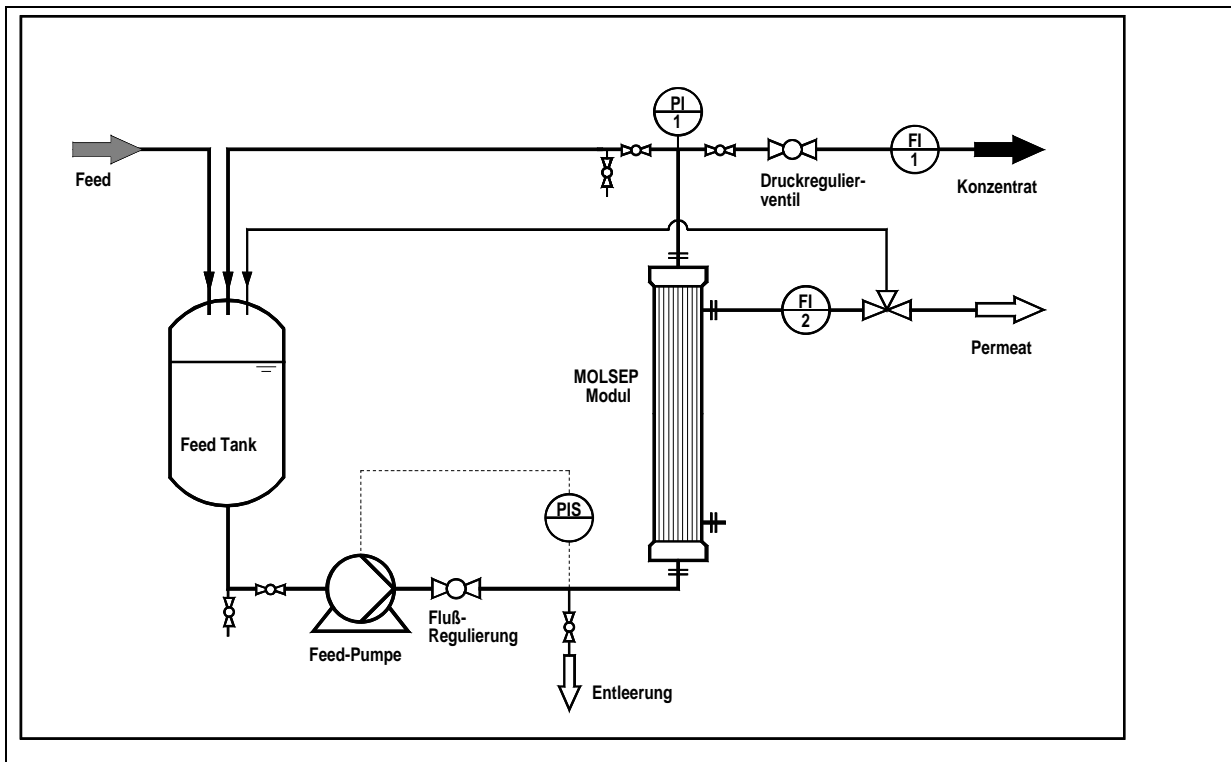 PI
1
FI
1
Feed
Druckregulier-
ventil
Konzentrat
FI
2
Permeat
MOLSEP
Modul
Feed Tank
PIS
Fluß-
Regulierung
Feed-Pumpe
Entleerung